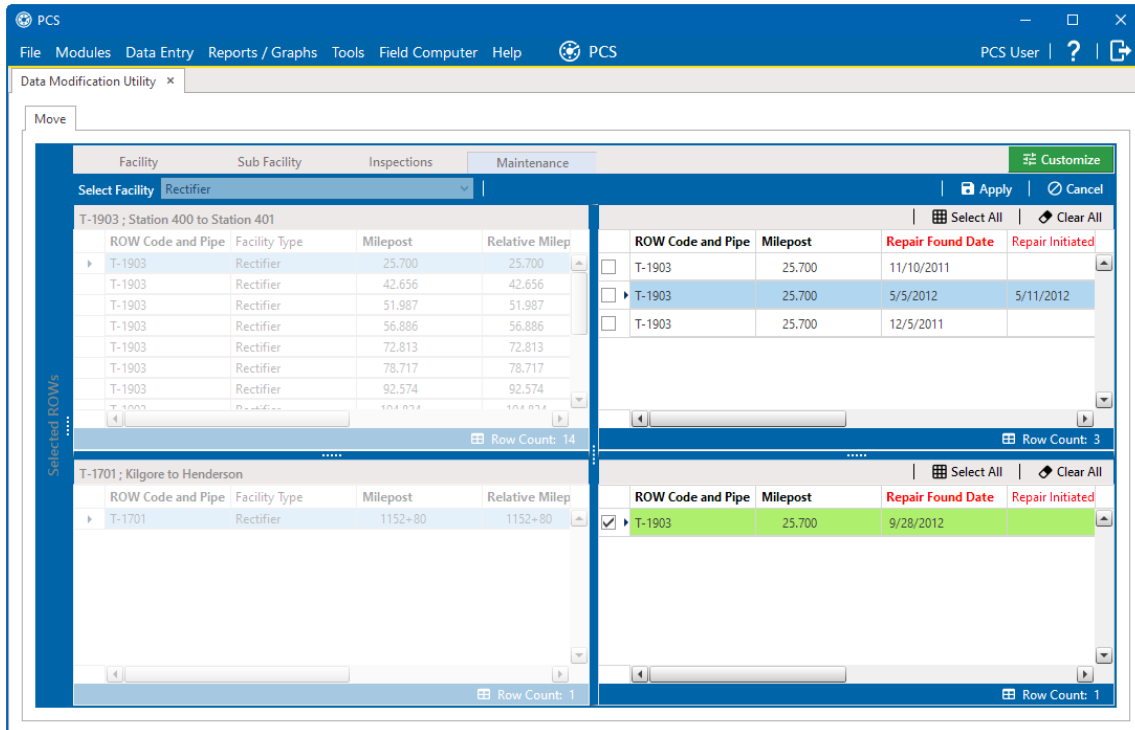 PCS
File Modules Data Entry Reports / Graphs Tools Field Computer Help PCS PCS User | ? |
Data Modification Utility ×
Move
Facility Sub Facility Inspections Maintenance Customize
Select Facility Rectifier | | Apply | Cancel
Selected ROWs
T-1903 ; Station 400 to Station 401
ROW Code and Pipe Facility Type Milepost Relative Milep
T-1903 Rectifier 25.700 25.700
T-1903 Rectifier 42.656 42.656
T-1903 Rectifier 51.987 51.987
T-1903 Rectifier 56.886 56.886
T-1903 Rectifier 72.813 72.813
T-1903 Rectifier 78.717 78.717
T-1903 Rectifier 92.574 92.574
Row Count: 14
| Select All | Clear All
ROW Code and Pipe Milepost Repair Found Date Repair Initiated
T-1903 25.700 11/10/2011
T-1903 25.700 5/5/2012 5/11/2012
T-1903 25.700 12/5/2011
Row Count: 3
T-1701 ; Kilgore to Henderson
ROW Code and Pipe Facility Type Milepost Relative Milep
T-1701 Rectifier 1152+80 1152+80
Row Count: 1
| Select All | Clear All
ROW Code and Pipe Milepost Repair Found Date Repair Initiated
T-1903 25.700 9/28/2012
Row Count: 1